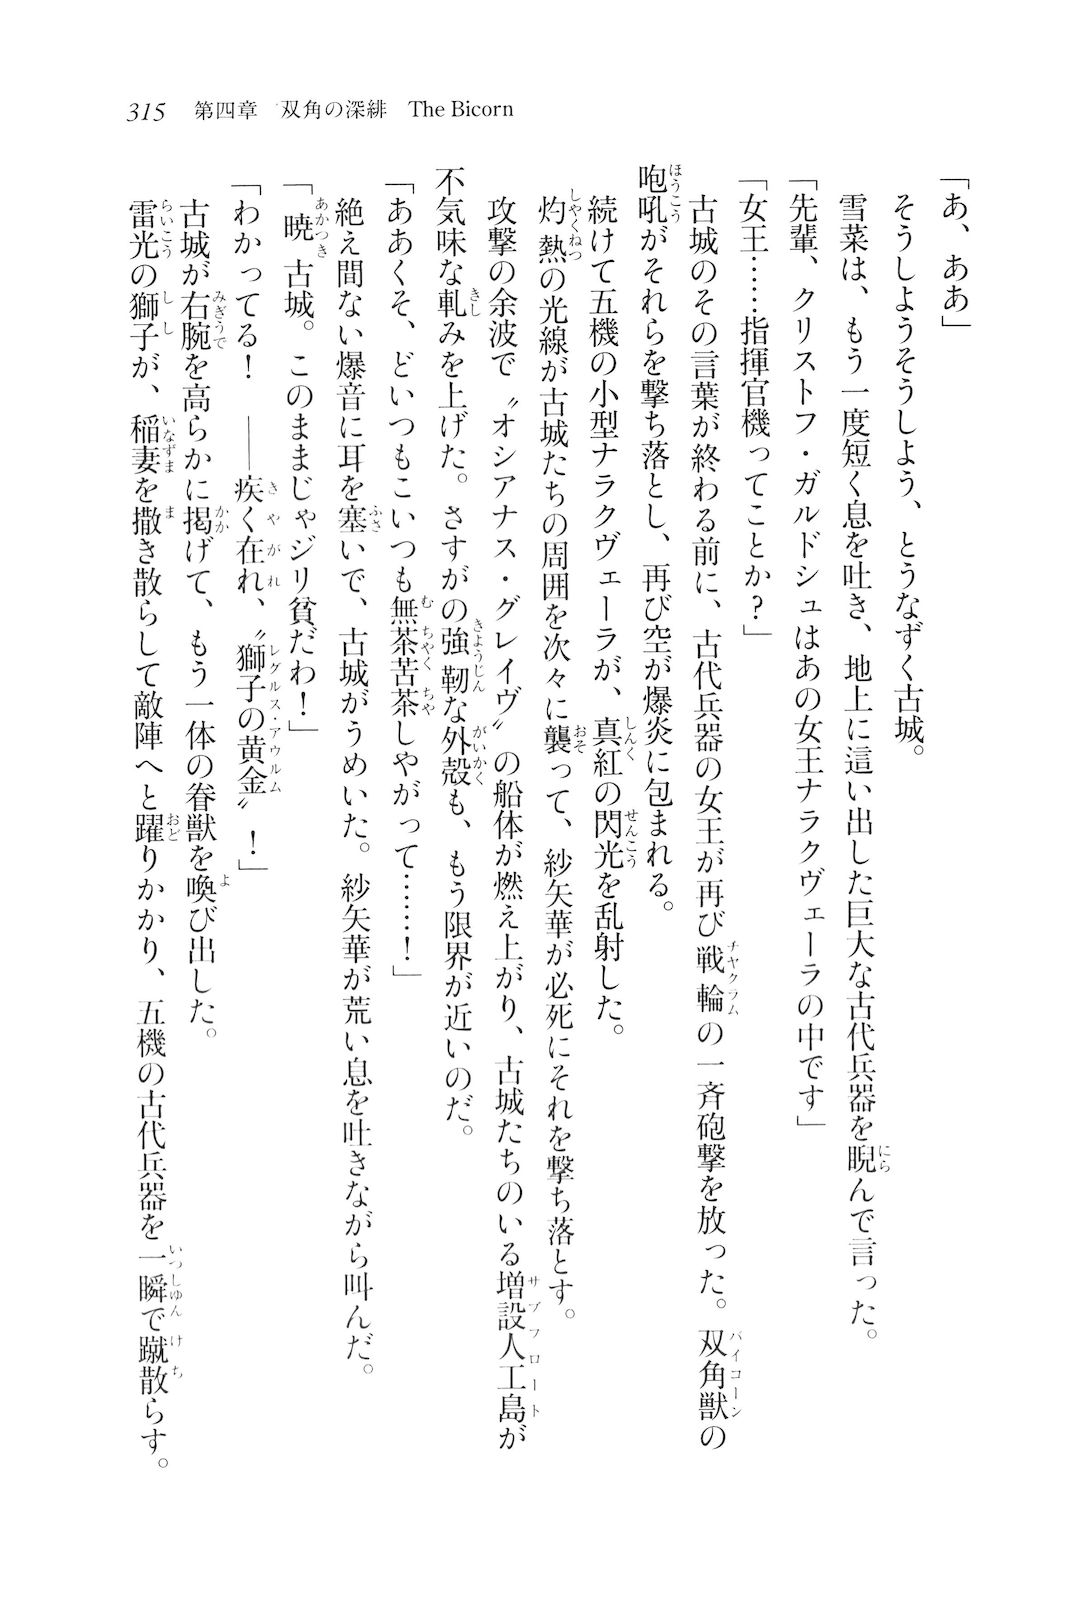 315　第四章　双角の深緋　The Bicorn
「あ、ああ」
そうしようそうしよう、とうなずく古城。
雪菜は、もう一度短く息を吐き、地上に這い出した巨大な古代兵器を睨んで言った。
「先輩、クリストフ・ガルドシュはあの女王ナラクヴェーラの中です」
「女王……指揮官機ってことか？」
古城のその言葉が終わる前に、古代兵器の女王が再び戦輪の一斉砲撃を放った。双角獣の
咆吼がそれらを撃ち落とし、再び空が爆炎に包まれる。
続けて五機の小型ナラクヴェーラが、真紅の閃光を乱射した。
灼熱の光線が古城たちの周囲を次々に襲って、紗矢華が必死にそれを撃ち落とす。
攻撃の余波で〝オシアナス・グレイヴ〟の船体が燃え上がり、古城たちのいる増設人工島が
不気味な軋みを上げた。さすがの強靭な外殻も、もう限界が近いのだ。
「ああくそ、どいつもこいつも無茶苦茶しやがって……！」
絶え間ない爆音に耳を塞いで、古城がうめいた。紗矢華が荒い息を吐きながら叫んだ。
「暁古城。このままじゃジリ貧だわ！」
「わかってる！　――疾く在れ、〝獅子の黄金〟！」
古城が右腕を高らかに掲げて、もう一体の眷獣を喚び出した。
雷光の獅子が、稲妻を撒き散らして敵陣へと躍りかかり、五機の古代兵器を一瞬で蹴散らす。